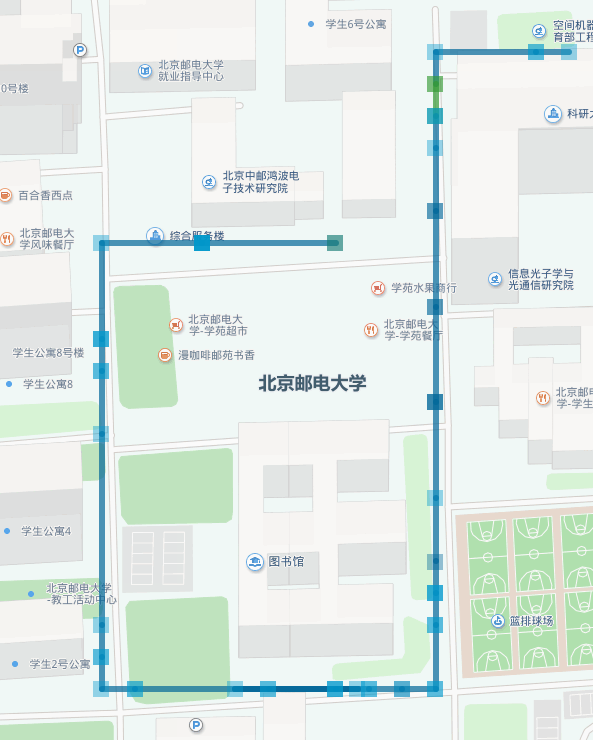 空间机器
育部工程
学生6号公寓
P
北京邮电大学
就业指导中心
0号楼
科研大
北京中邮鸿波电
子技术研究院
百合香西点
北京邮电大
学风味餐厅
综合服务楼
信息光子学与
光通信研究院
学苑水果商行
北京邮电大
学-学苑超市
北京邮电大
学-学苑餐厅
学生公寓8号楼
漫咖啡邮苑书香
学生公寓8
北京邮电大学
北京邮电
学-学生
学生公寓4
图书馆
北京邮电大学
-教工活动中心
篮排球场
学生2号公寓
P